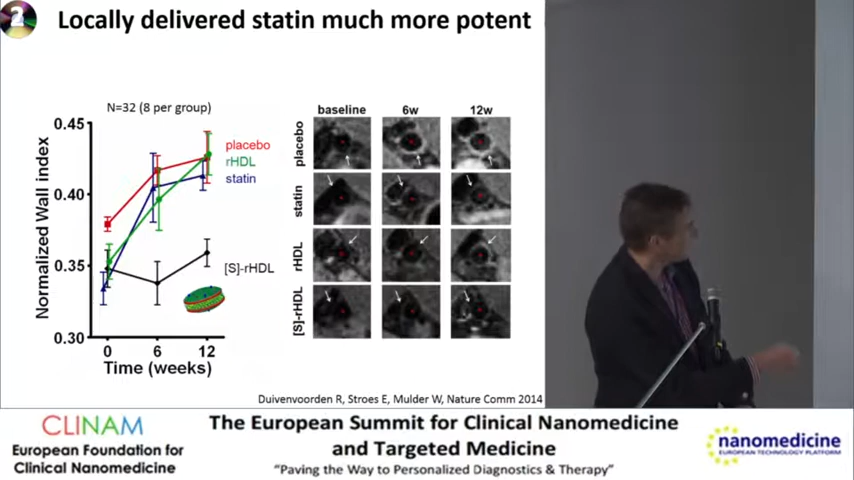 2
Locally delivered statin much more potent
N=32 (8 per group)
Normalized Wall index
0.45
0.40
0.35
0.30
0
6
12
Time (weeks)
placebo
rHDL
statin
[S]-rHDL
baseline
6w
12w
placebo
statin
rHDL
[S]-rHDL
Duivenvoorden R, Stroes E, Mulder W, Nature Comm 2014
CLINAM
European Foundation for
Clinical Nanomedicine
The European Summit for Clinical Nanomedicine
and Targeted Medicine
"Paving the Way to Personalized Diagnostics & Therapy"
nanomedicine
EUROPEAN TECHNOLOGY PLATFORM